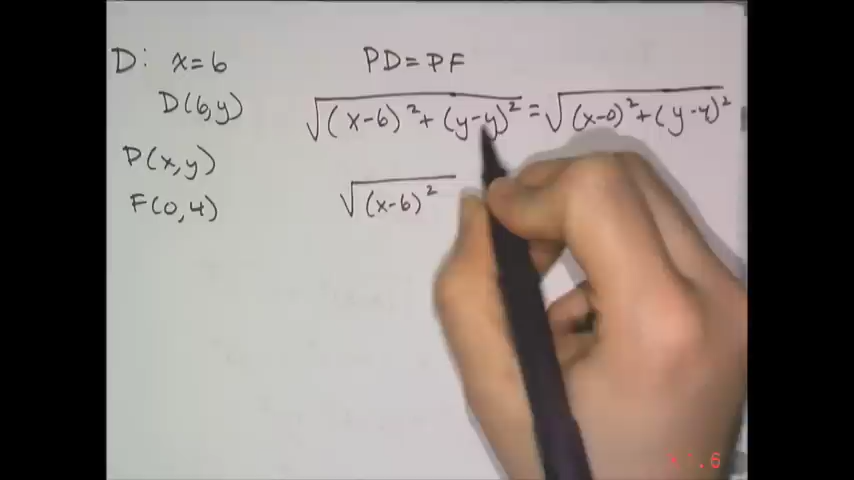 D: x=6 PD=PF
D(6,y) √((x-6)²+(y-y)²) = √((x-0)²+(y-4)²)
P(x,y)
F(0,4) √((x-6)²